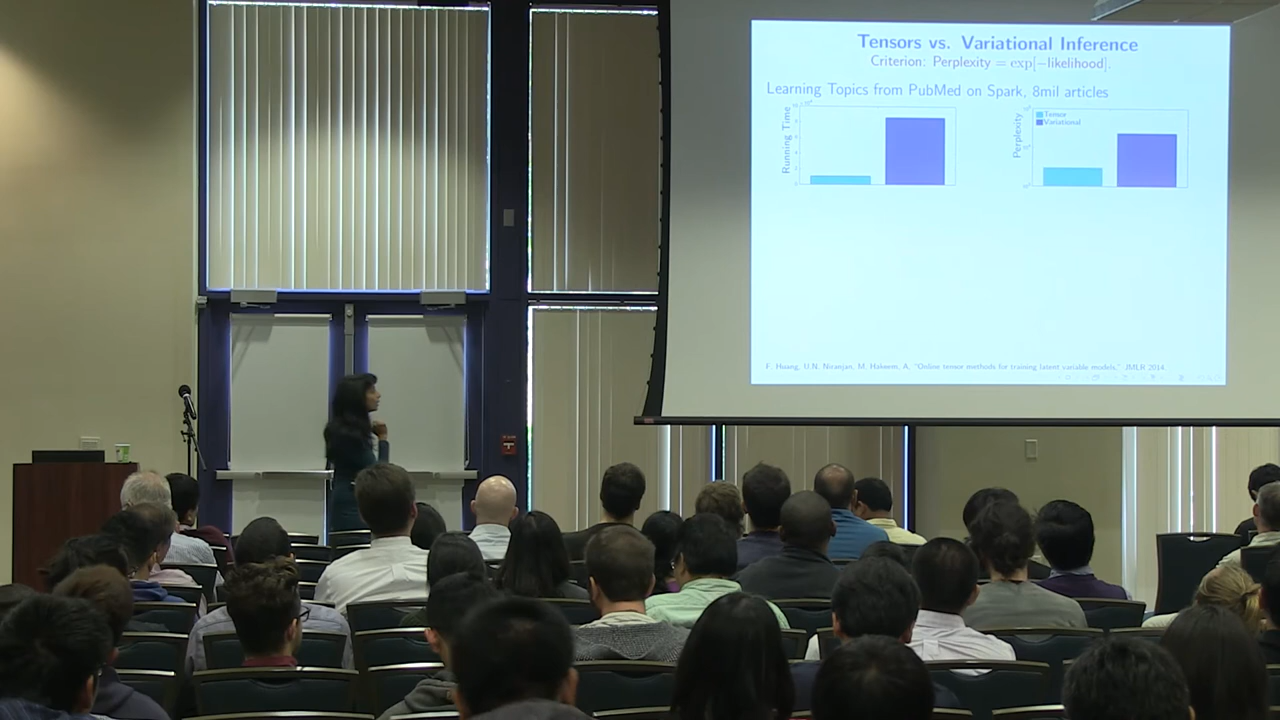 Tensors vs. Variational Inference
Criterion: Perplexity = exp[−likelihood].
Learning Topics from PubMed on Spark, 8mil articles
Running Time
Perplexity
Tensor
Variational
F. Huang, U.N. Niranjan, M. Hakeem, A. "Online tensor methods for training latent variable models," JMLR 2014.